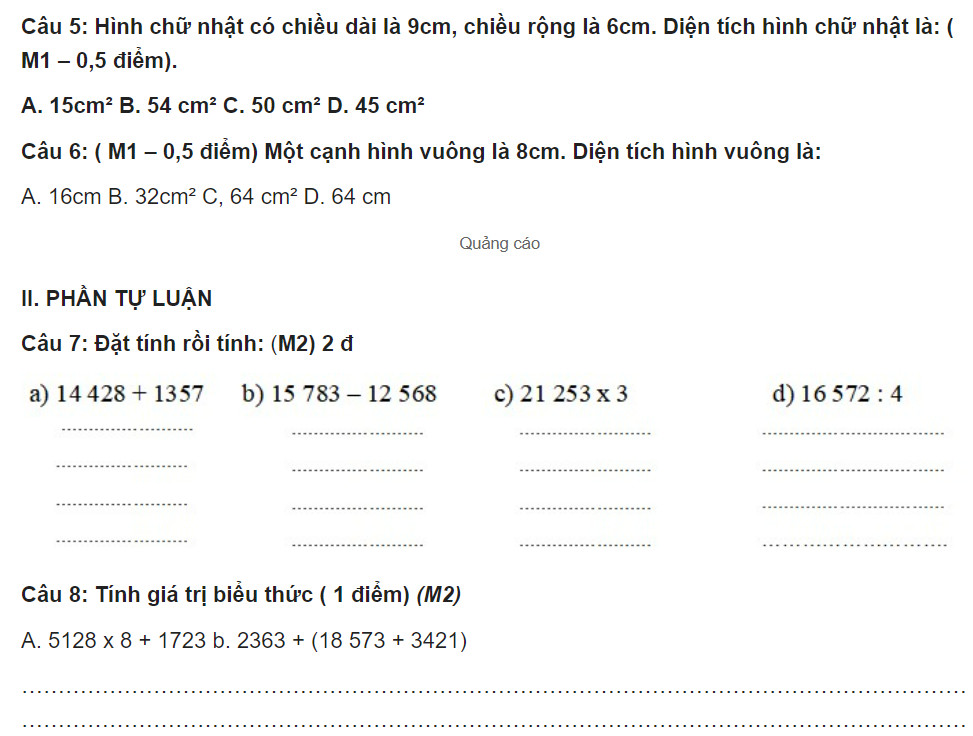 Câu 5: Hình chữ nhật có chiều dài là 9cm, chiều rộng là 6cm. Diện tích hình chữ nhật là: (
M1 – 0,5 điểm).
A. 15cm² B. 54 cm² C. 50 cm² D. 45 cm²
Câu 6: ( M1 – 0,5 điểm) Một cạnh hình vuông là 8cm. Diện tích hình vuông là:
A. 16cm B. 32cm² C, 64 cm² D. 64 cm
Quảng cáo
II. PHẦN TỰ LUẬN
Câu 7: Đặt tính rồi tính: (M2) 2 đ
a) 14 428 + 1357 b) 15 783 – 12 568 c) 21 253 x 3 d) 16 572 : 4
Câu 8: Tính giá trị biểu thức ( 1 điểm) (M2)
A. 5128 x 8 + 1723 b. 2363 + (18 573 + 3421)